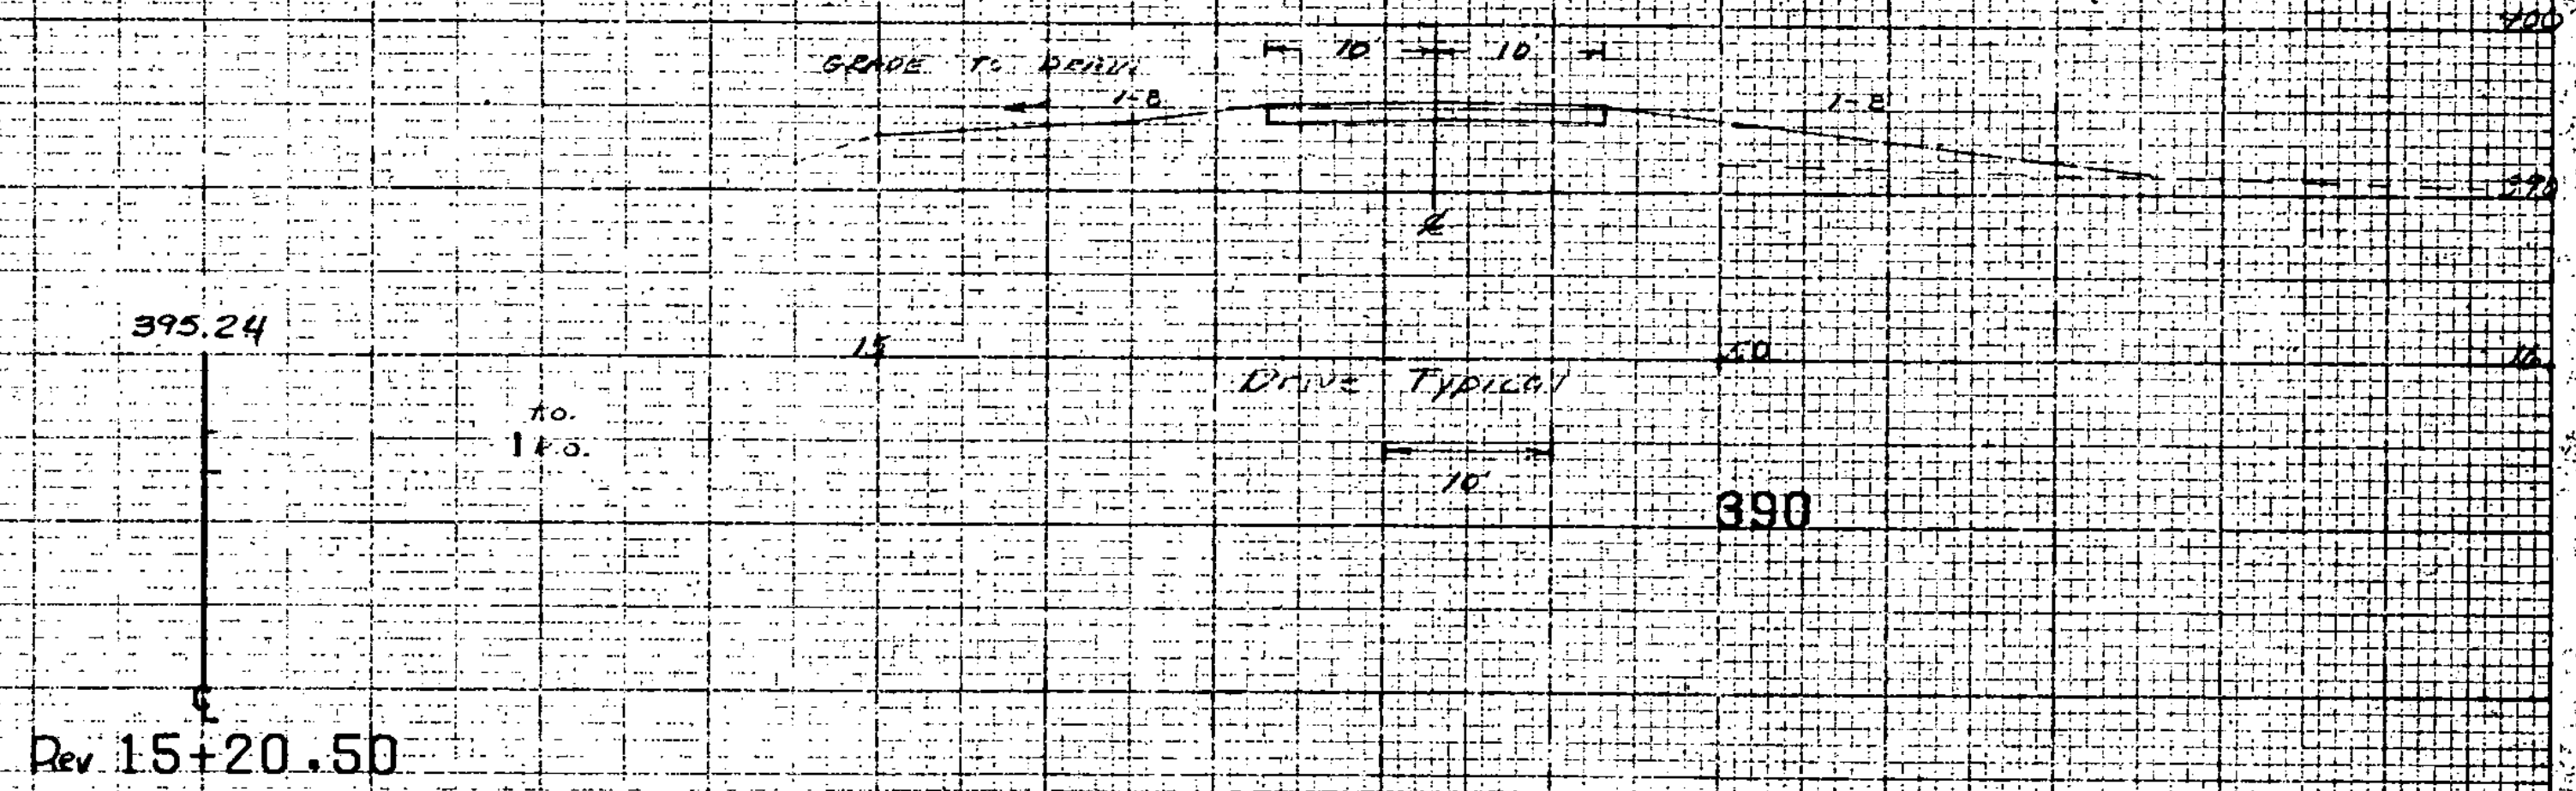 400
10' 10'
GRADE TO DRAIN
1-8 1-8
390
℄
395.24
15 +50 16
DRIVE TYPICAL
10'
390
℄
Rev 15+20.50